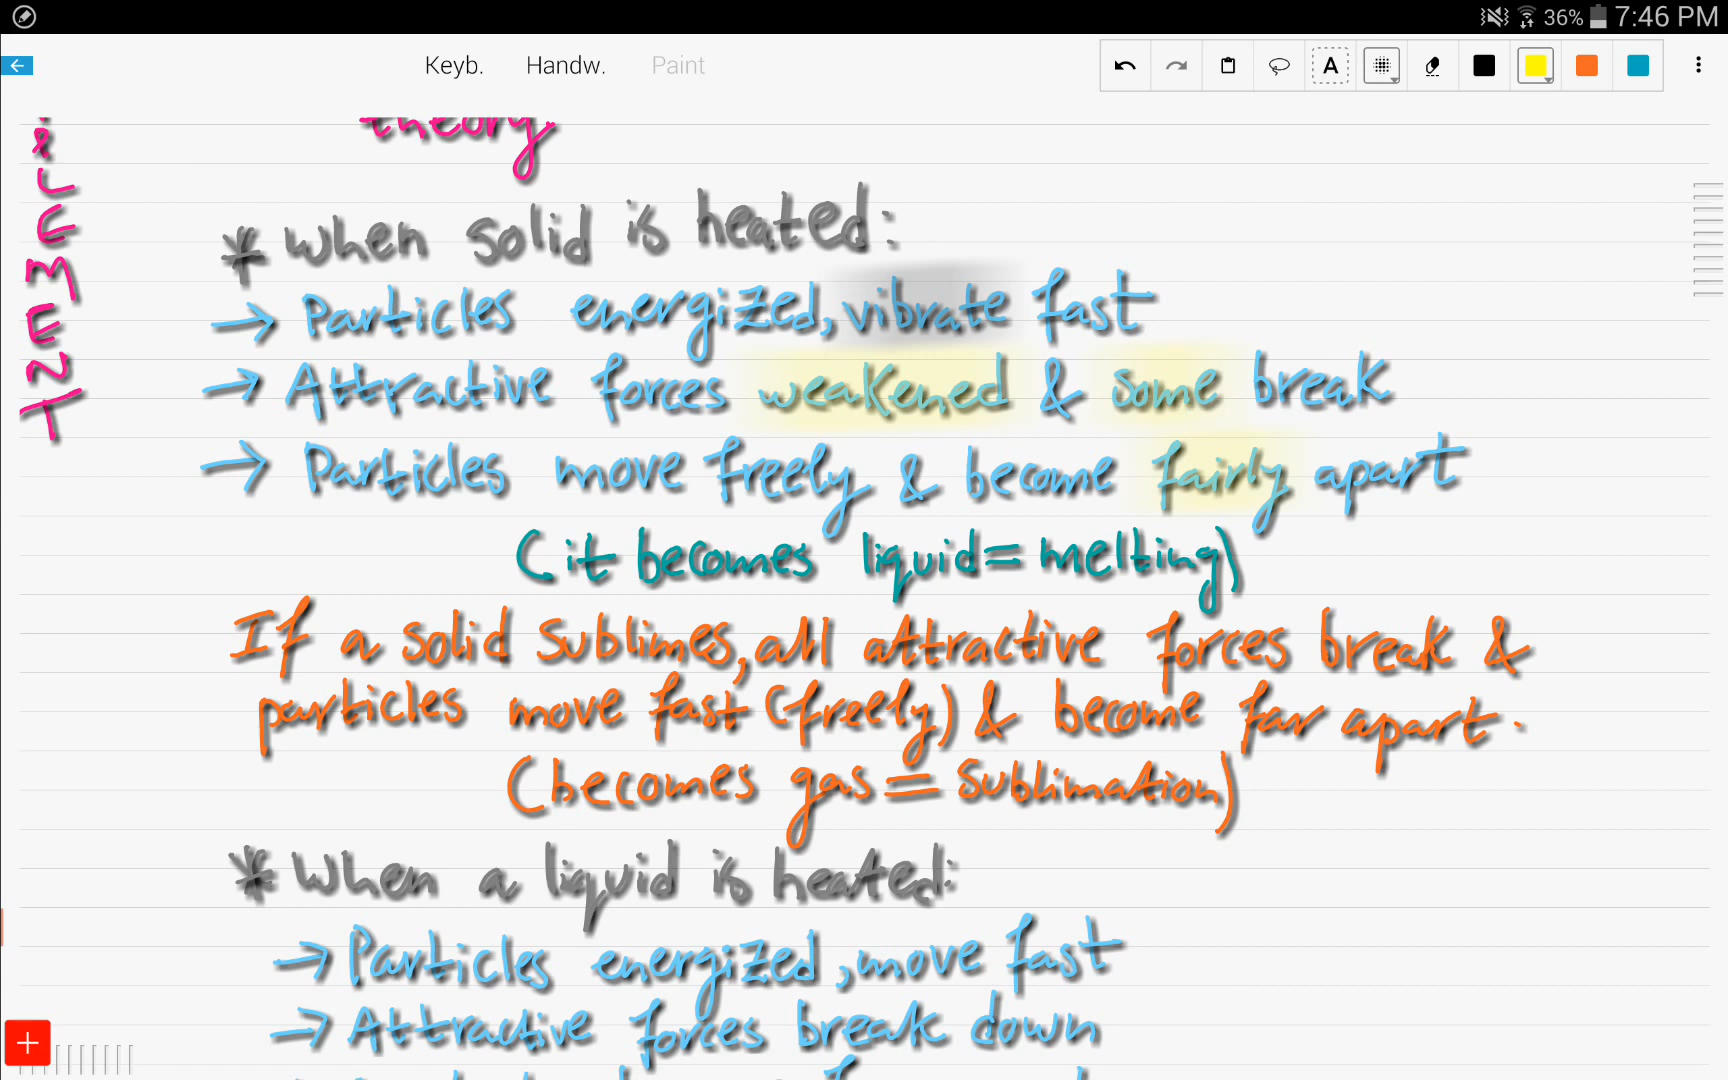 36% 7:46 PM
Keyb. Handw. Paint
A
theory
* When solid is heated:
→ Particles energized, vibrate fast
→ Attractive forces weakened & some break
→ Particles move freely & become fairly apart
(it becomes liquid = melting)
If a solid sublimes, all attractive forces break &
particles move fast (freely) & become far apart.
(becomes gas = sublimation)
* When a liquid is heated:
→ Particles energized, move fast
→ Attractive forces break down